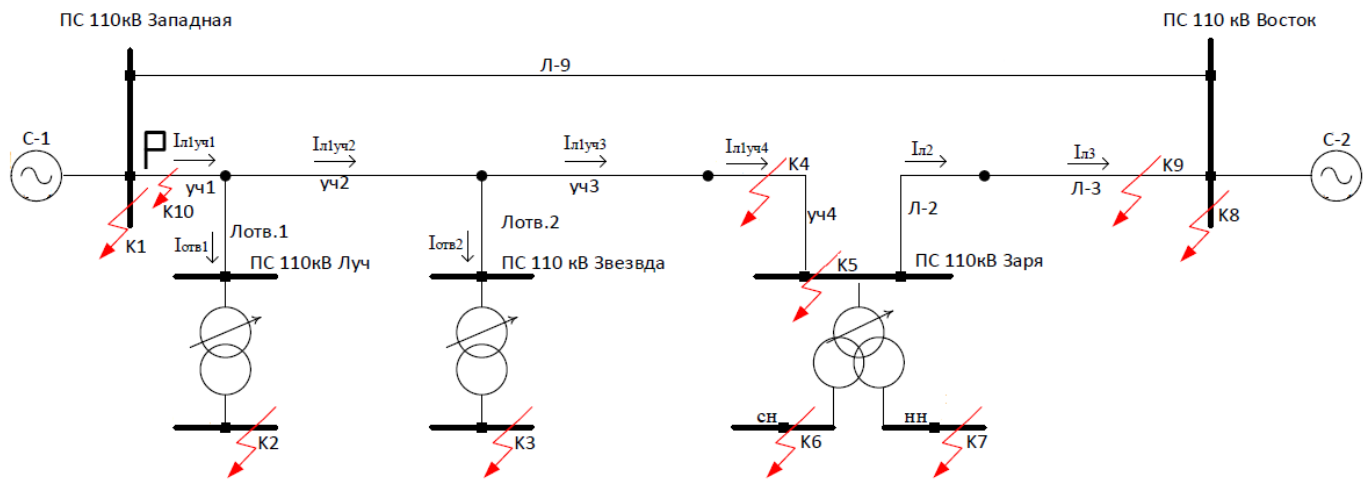 ПС 110кВ Западная
ПС 110 кВ Восток
Л-9
С-1
Iл1уч1
Iл1уч2
Iл1уч3
Iл1уч4
К4
Iл2
Iл3
К9
С-2
уч1
уч2
уч3
Л-3
К10
К1
уч4
Л-2
К8
Лотв.1
Лотв.2
Iотв1
Iотв2
ПС 110кВ Луч
ПС 110 кВ Звезвда
К5
ПС 110кВ Заря
сн
нн
К2
К3
К6
К7